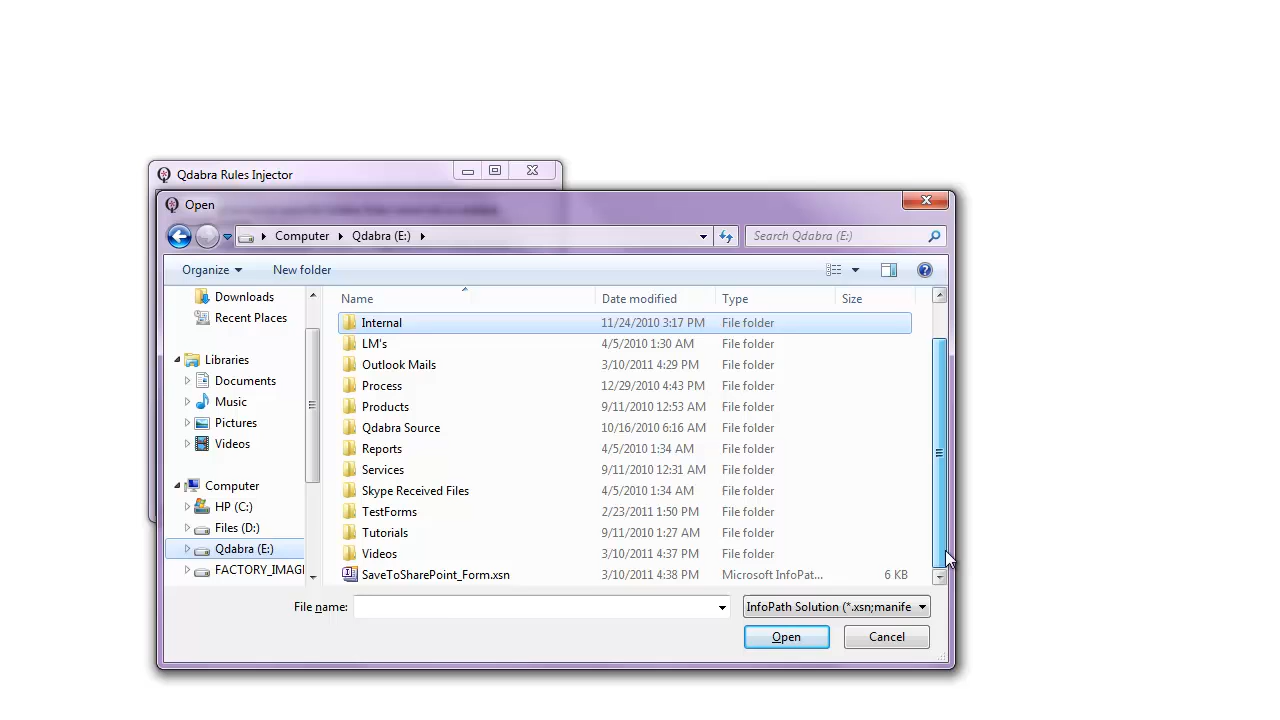 Qdabra Rules Injector
Open
Computer Qdabra (E:)
Search Qdabra (E:)
Organize New folder
Downloads
Recent Places
Libraries
Documents
Music
Pictures
Videos
Computer
HP (C:)
Files (D:)
Qdabra (E:)
FACTORY_IMAG
Name Date modified Type Size
Internal 11/24/2010 3:17 PM File folder
LM's 4/5/2010 1:30 AM File folder
Outlook Mails 3/10/2011 4:29 PM File folder
Process 12/29/2010 4:43 PM File folder
Products 9/11/2010 12:53 AM File folder
Qdabra Source 10/16/2010 6:16 AM File folder
Reports 4/5/2010 1:34 AM File folder
Services 9/11/2010 12:31 AM File folder
Skype Received Files 4/5/2010 1:34 AM File folder
TestForms 2/23/2011 1:50 PM File folder
Tutorials 9/11/2010 1:27 AM File folder
Videos 3/10/2011 4:37 PM File folder
SaveToSharePoint_Form.xsn 3/10/2011 4:38 PM Microsoft InfoPat... 6 KB
File name:
InfoPath Solution (*.xsn;manife
Open Cancel